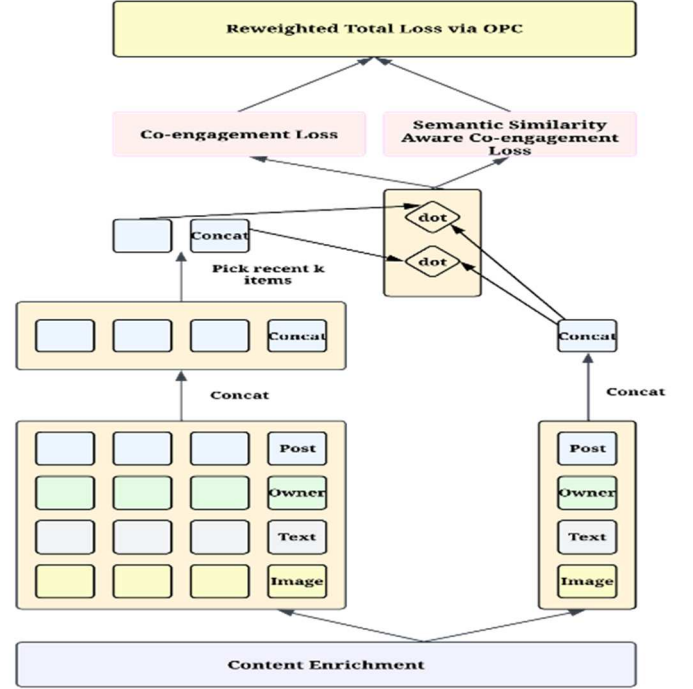 Reweighted Total Loss via OPC
Co-engagement Loss
Semantic Similarity
Aware Co-engagement
Loss
dot
Concat
dot
Pick recent k
items
Concat
Concat
Concat
Concat
Post
Post
Owner
Owner
Text
Text
Image
Image
Content Enrichment